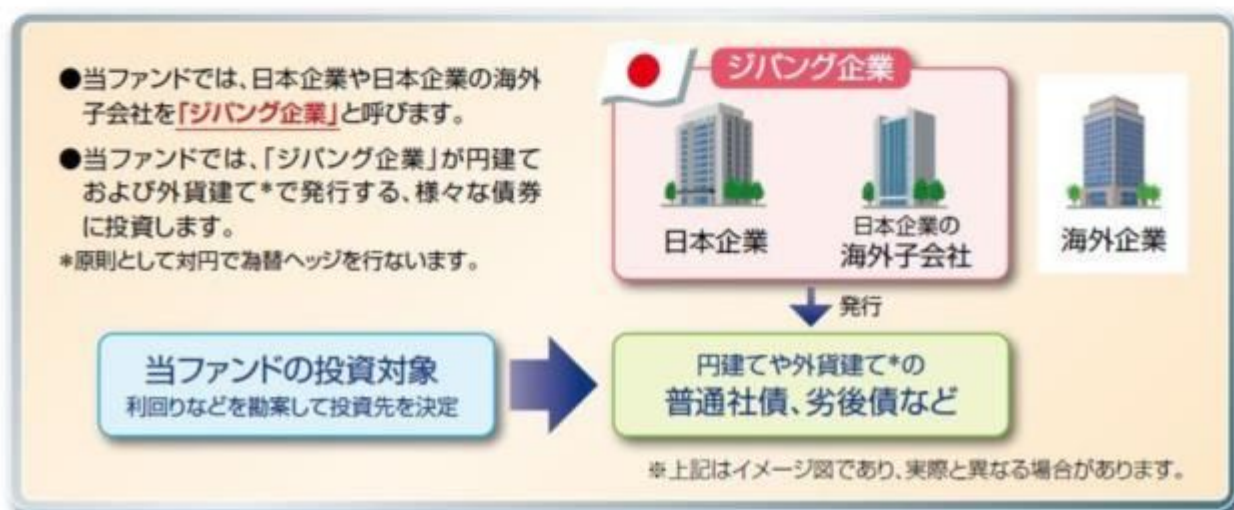 ●当ファンドでは、日本企業や日本企業の海外
子会社を「ジパング企業」と呼びます。
●当ファンドでは、「ジパング企業」が円建て
および外貨建て*で発行する、様々な債券
に投資します。
*原則として対円で為替ヘッジを行ないます。
ジパング企業
日本企業
日本企業の
海外子会社
海外企業
発行
当ファンドの投資対象
利回りなどを勘案して投資先を決定
円建てや外貨建て*の
普通社債、劣後債など
※上記はイメージ図であり、実際と異なる場合があります。